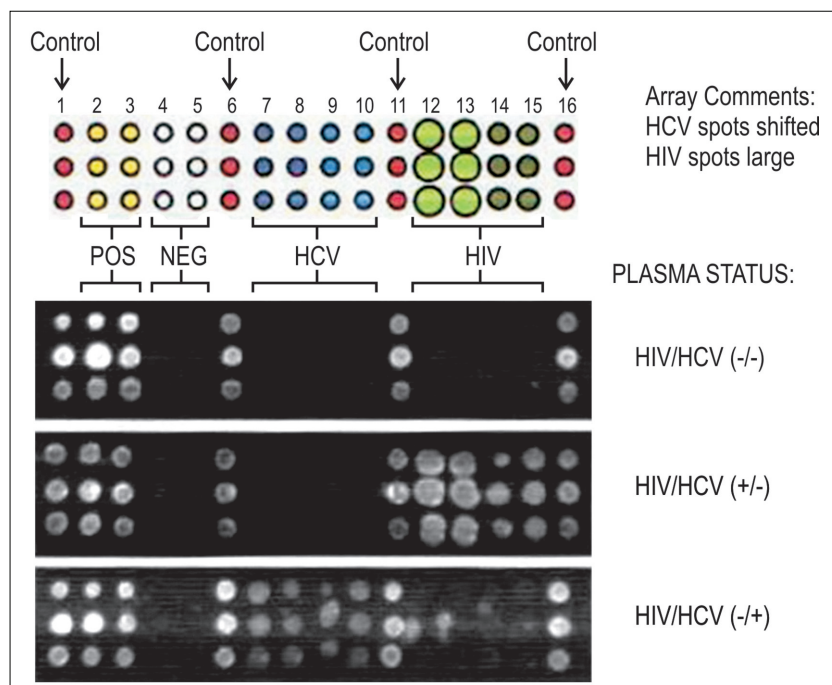 Control Control Control Control
1 2 3 4 5 6 7 8 9 10 11 12 13 14 15 16
Array Comments:
HCV spots shifted
HIV spots large
POS NEG HCV HIV
PLASMA STATUS:
HIV/HCV (-/-)
HIV/HCV (+/-)
HIV/HCV (-/+)